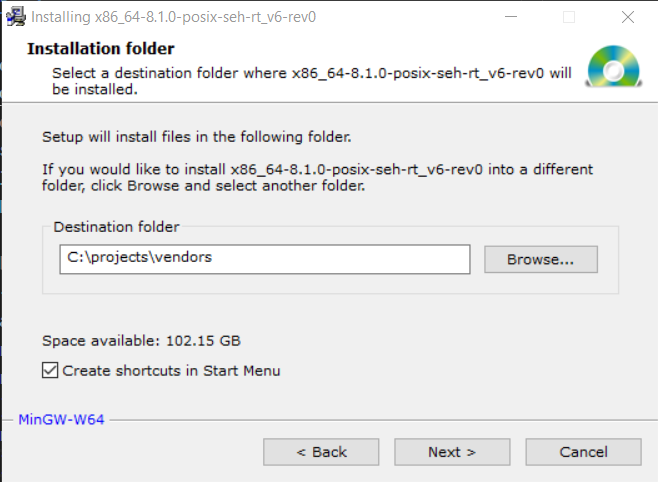 Installing x86_64-8.1.0-posix-seh-rt_v6-rev0
Installation folder
Select a destination folder where x86_64-8.1.0-posix-seh-rt_v6-rev0 will
be installed.
Setup will install files in the following folder.
If you would like to install x86_64-8.1.0-posix-seh-rt_v6-rev0 into a different
folder, click Browse and select another folder.
Destination folder
C:\projects\vendors
Browse...
Space available: 102.15 GB
Create shortcuts in Start Menu
MinGW-W64
< Back
Next >
Cancel